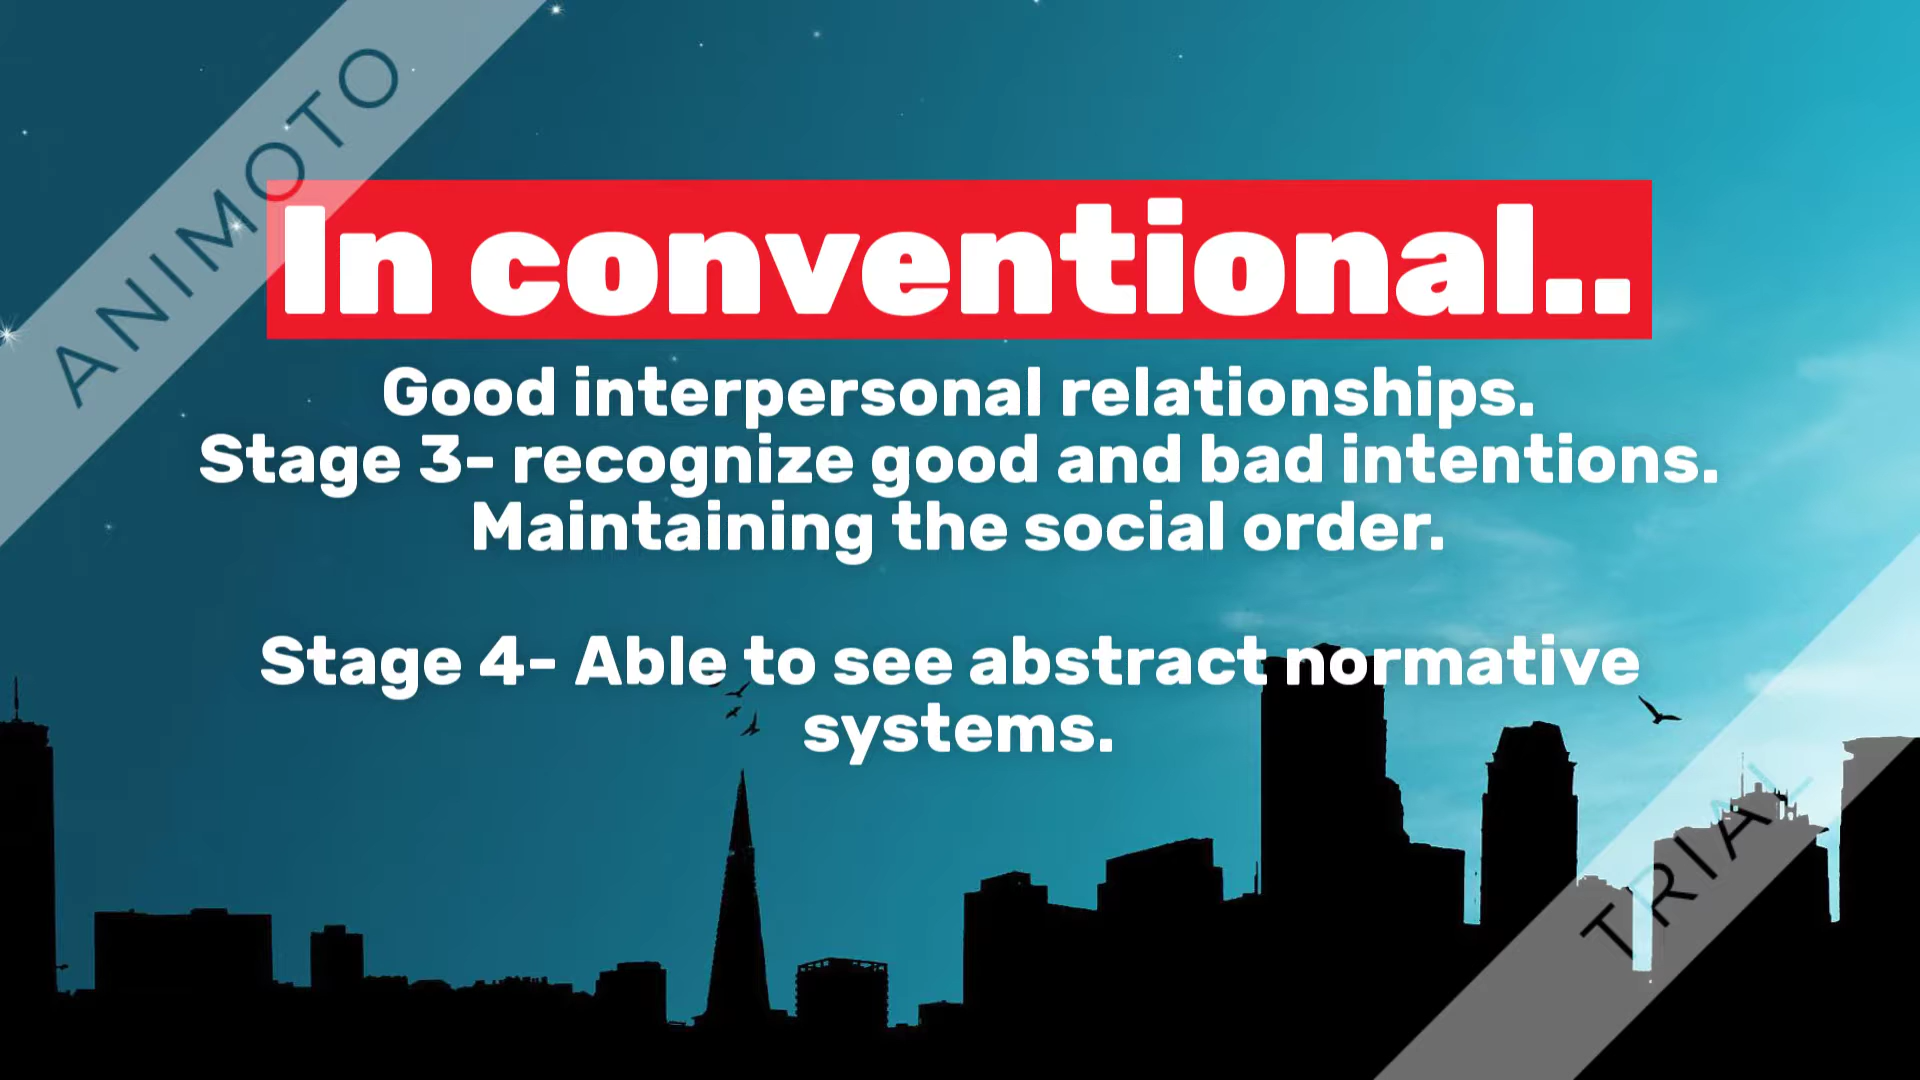 ANIMOTO
In conventional..
Good interpersonal relationships.
Stage 3- recognize good and bad intentions.
Maintaining the social order.
Stage 4- Able to see abstract normative
systems.
TRIAL